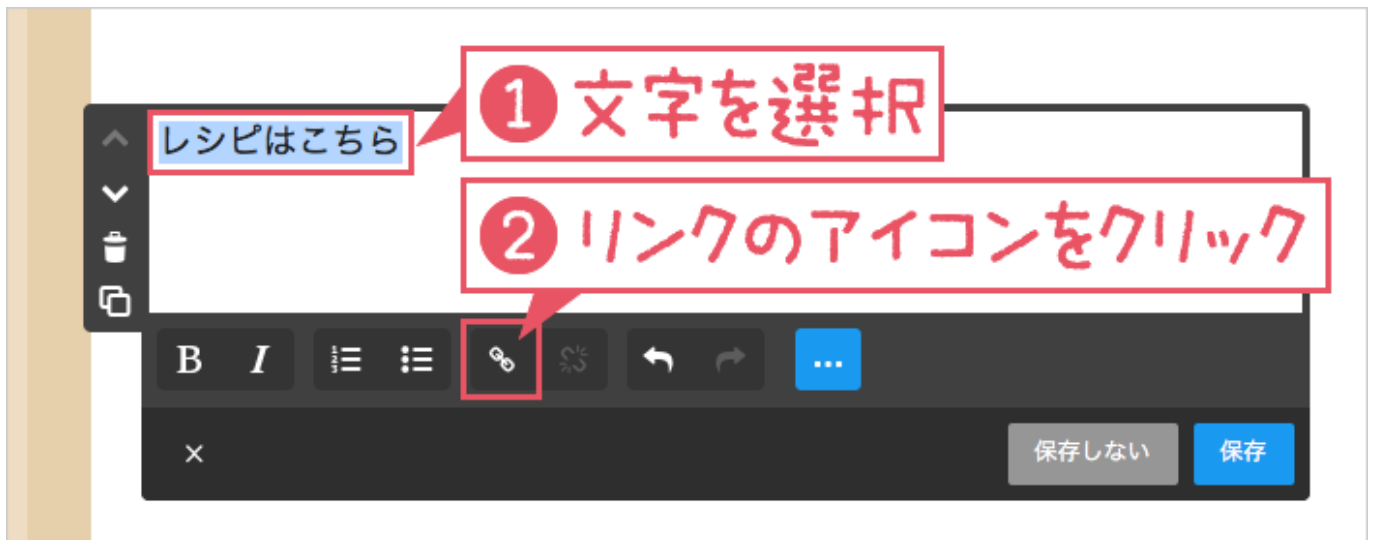 ❶ 文字を選択
レシピはこちら
❷ リンクのアイコンをクリック
B I
...
×
保存しない 保存